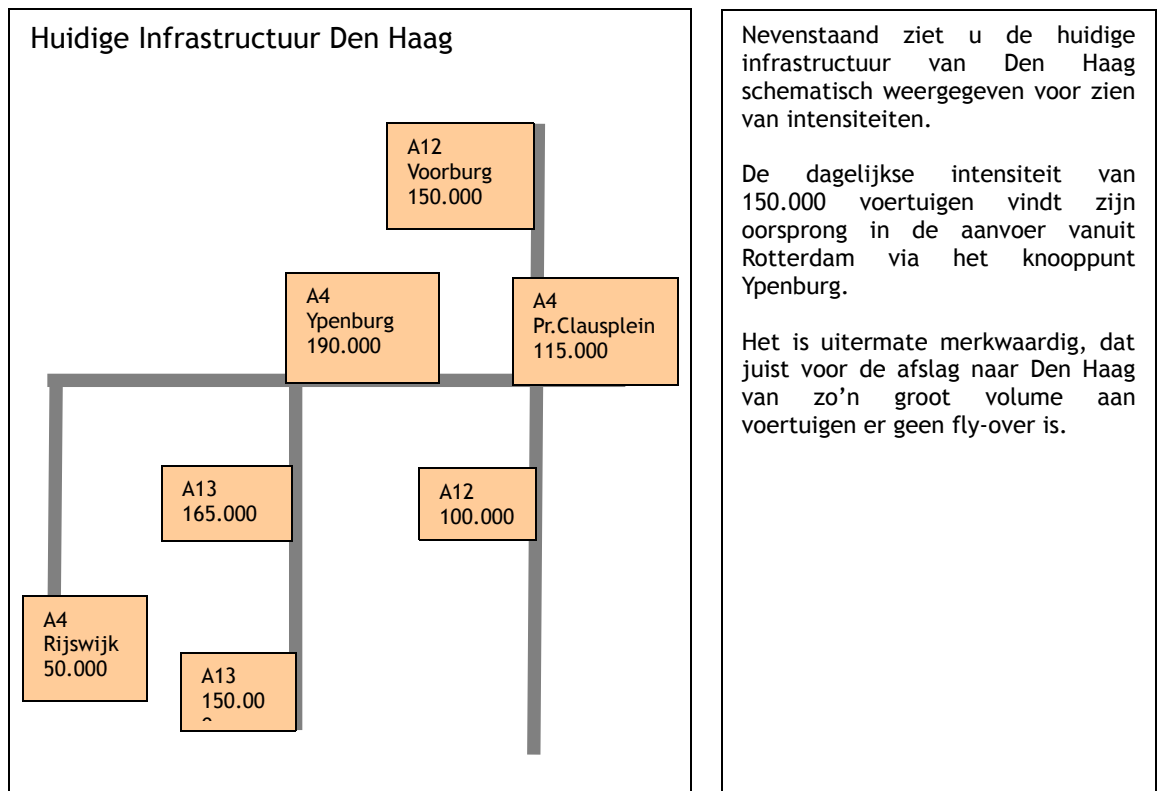 Huidige Infrastructuur Den Haag
A12
Voorburg
150.000
A4
Ypenburg
190.000
A4
Pr.Clausplein
115.000
A13
165.000
A12
100.000
A4
Rijswijk
50.000
A13
150.00
Nevenstaand ziet u de huidige
infrastructuur van Den Haag
schematisch weergegeven voor zien
van intensiteiten.
De dagelijkse intensiteit van
150.000 voertuigen vindt zijn
oorsprong in de aanvoer vanuit
Rotterdam via het knooppunt
Ypenburg.
Het is uitermate merkwaardig, dat
juist voor de afslag naar Den Haag
van zo’n groot volume aan
voertuigen er geen fly-over is.